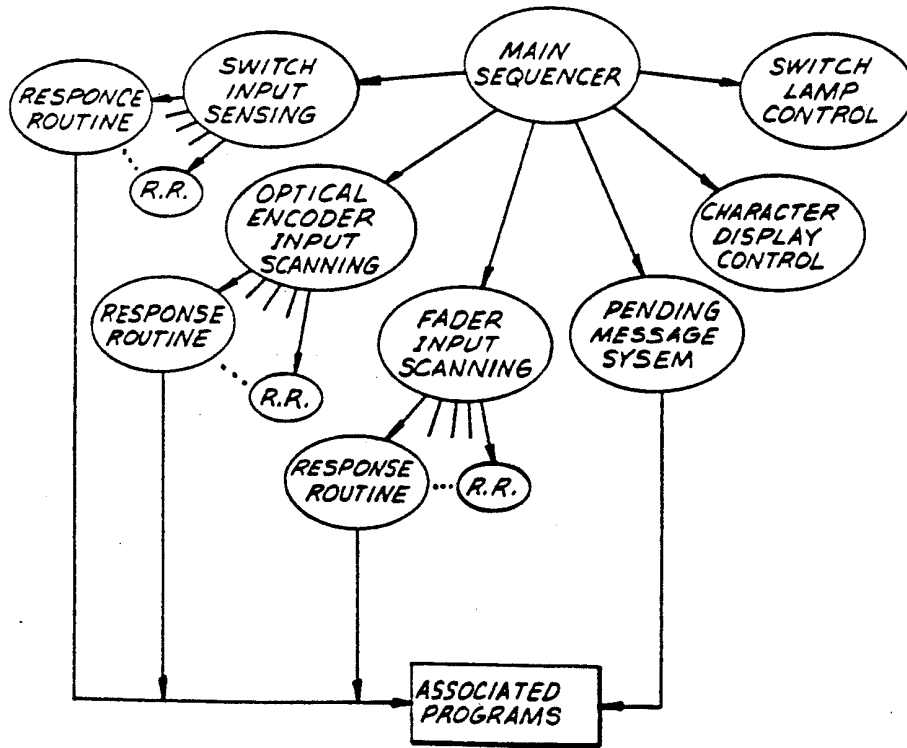 MAIN
SEQUENCER
SWITCH
INPUT
SENSING
SWITCH
LAMP
CONTROL
RESPONCE
ROUTINE
R.R.
OPTICAL
ENCODER
INPUT
SCANNING
CHARACTER
DISPLAY
CONTROL
RESPONSE
ROUTINE
R.R.
FADER
INPUT
SCANNING
PENDING
MESSAGE
SYSEM
RESPONSE
ROUTINE
R.R.
ASSOCIATED
PROGRAMS